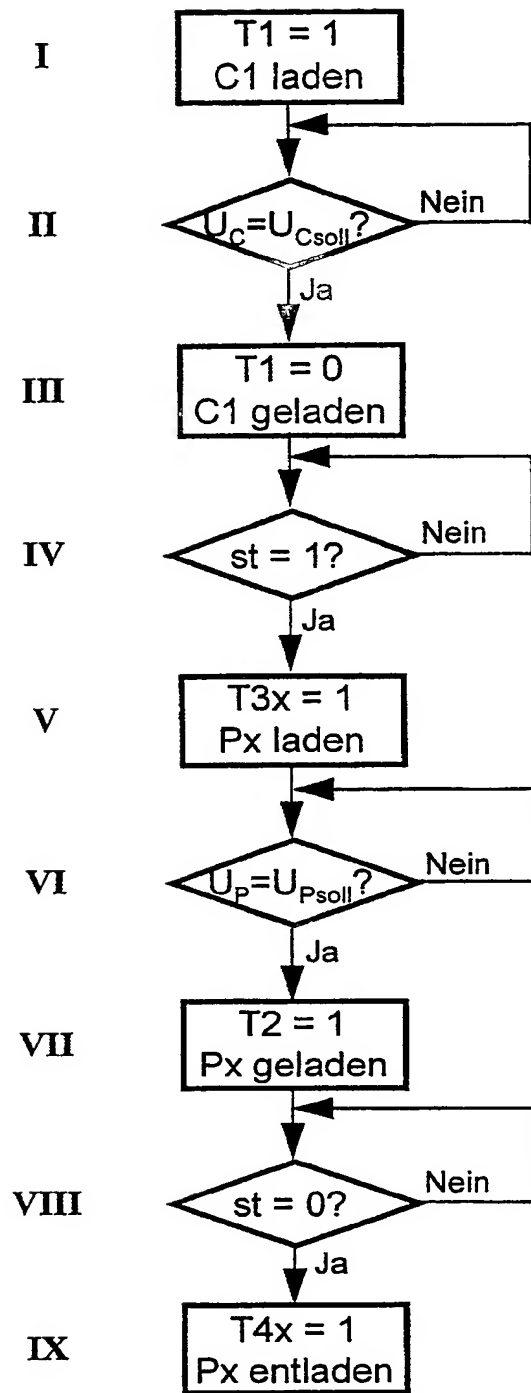 I
T1 = 1
C1 laden
II
U_C=U_Csoll?
Nein
Ja
III
T1 = 0
C1 geladen
IV
st = 1?
Nein
Ja
V
T3x = 1
Px laden
VI
U_P=U_Psoll?
Nein
Ja
VII
T2 = 1
Px geladen
VIII
st = 0?
Nein
Ja
IX
T4x = 1
Px entladen